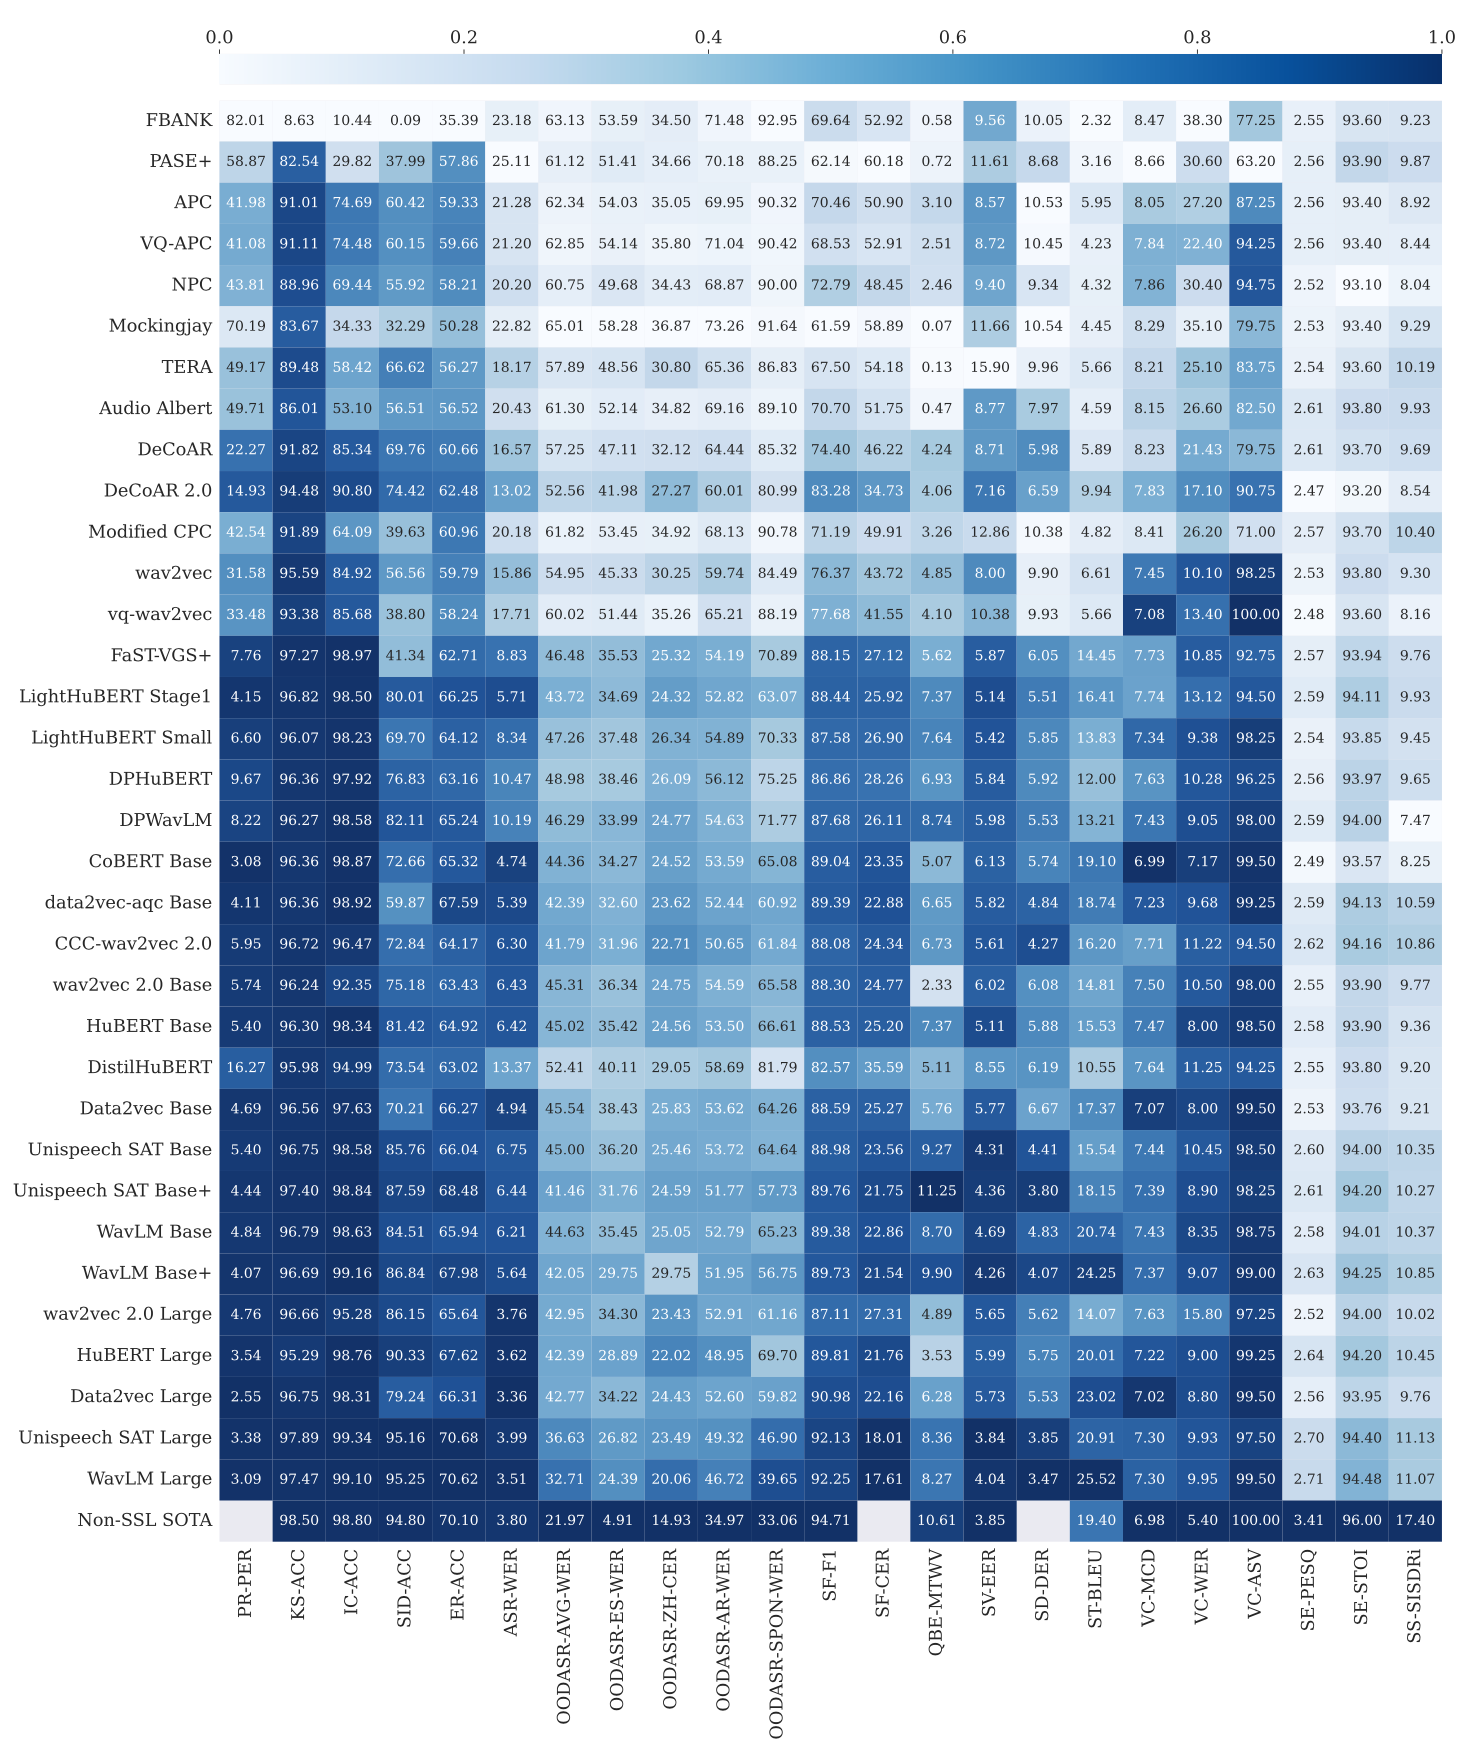 0.0 0.2 0.4 0.6 0.8 1.0
FBANK 82.01 8.63 10.44 0.09 35.39 23.18 63.13 53.59 34.50 71.48 92.95 69.64 52.92 0.58 9.56 10.05 2.32 8.47 38.30 77.25 2.55 93.60 9.23
PASE+ 58.87 82.54 29.82 37.99 57.86 25.11 61.12 51.41 34.66 70.18 88.25 62.14 60.18 0.72 11.61 8.68 3.16 8.66 30.60 63.20 2.56 93.90 9.87
APC 41.98 91.01 74.69 60.42 59.33 21.28 62.34 54.03 35.05 69.95 90.32 70.46 50.90 3.10 8.57 10.53 5.95 8.05 27.20 87.25 2.56 93.40 8.92
VQ-APC 41.08 91.11 74.48 60.15 59.66 21.20 62.85 54.14 35.80 71.04 90.42 68.53 52.91 2.51 8.72 10.45 4.23 7.84 22.40 94.25 2.56 93.40 8.44
NPC 43.81 88.96 69.44 55.92 58.21 20.20 60.75 49.68 34.43 68.87 90.00 72.79 48.45 2.46 9.40 9.34 4.32 7.86 30.40 94.75 2.52 93.10 8.04
Mockingjay 70.19 83.67 34.33 32.29 50.28 22.82 65.01 58.28 36.87 73.26 91.64 61.59 58.89 0.07 11.66 10.54 4.45 8.29 35.10 79.75 2.53 93.40 9.29
TERA 49.17 89.48 58.42 66.62 56.27 18.17 57.89 48.56 30.80 65.36 86.83 67.50 54.18 0.13 15.90 9.96 5.66 8.21 25.10 83.75 2.54 93.60 10.19
Audio Albert 49.71 86.01 53.10 56.51 56.52 20.43 61.30 52.14 34.82 69.16 89.10 70.70 51.75 0.47 8.77 7.97 4.59 8.15 26.60 82.50 2.61 93.80 9.93
DeCoAR 22.27 91.82 85.34 69.76 60.66 16.57 57.25 47.11 32.12 64.44 85.32 74.40 46.22 4.24 8.71 5.98 5.89 8.23 21.43 79.75 2.61 93.70 9.69
DeCoAR 2.0 14.93 94.48 90.80 74.42 62.48 13.02 52.56 41.98 27.27 60.01 80.99 83.28 34.73 4.06 7.16 6.59 9.94 7.83 17.10 90.75 2.47 93.20 8.54
Modified CPC 42.54 91.89 64.09 39.63 60.96 20.18 61.82 53.45 34.92 68.13 90.78 71.19 49.91 3.26 12.86 10.38 4.82 8.41 26.20 71.00 2.57 93.70 10.40
wav2vec 31.58 95.59 84.92 56.56 59.79 15.86 54.95 45.33 30.25 59.74 84.49 76.37 43.72 4.85 8.00 9.90 6.61 7.45 10.10 98.25 2.53 93.80 9.30
vq-wav2vec 33.48 93.38 85.68 38.80 58.24 17.71 60.02 51.44 35.26 65.21 88.19 77.68 41.55 4.10 10.38 9.93 5.66 7.08 13.40 100.00 2.48 93.60 8.16
FaST-VGS+ 7.76 97.27 98.97 41.34 62.71 8.83 46.48 35.53 25.32 54.19 70.89 88.15 27.12 5.62 5.87 6.05 14.45 7.73 10.85 92.75 2.57 93.94 9.76
LightHuBERT Stage1 4.15 96.82 98.50 80.01 66.25 5.71 43.72 34.69 24.32 52.82 63.07 88.44 25.92 7.37 5.14 5.51 16.41 7.74 13.12 94.50 2.59 94.11 9.93
LightHuBERT Small 6.60 96.07 98.23 69.70 64.12 8.34 47.26 37.48 26.34 54.89 70.33 87.58 26.90 7.64 5.42 5.85 13.83 7.34 9.38 98.25 2.54 93.85 9.45
DPHuBERT 9.67 96.36 97.92 76.83 63.16 10.47 48.98 38.46 26.09 56.12 75.25 86.86 28.26 6.93 5.84 5.92 12.00 7.63 10.28 96.25 2.56 93.97 9.65
DPWavLM 8.22 96.27 98.58 82.11 65.24 10.19 46.29 33.99 24.77 54.63 71.77 87.68 26.11 8.74 5.98 5.53 13.21 7.43 9.05 98.00 2.59 94.00 7.47
CoBERT Base 3.08 96.36 98.87 72.66 65.32 4.74 44.36 34.27 24.52 53.59 65.08 89.04 23.35 5.07 6.13 5.74 19.10 6.99 7.17 99.50 2.49 93.57 8.25
data2vec-aqc Base 4.11 96.36 98.92 59.87 67.59 5.39 42.39 32.60 23.62 52.44 60.92 89.39 22.88 6.65 5.82 4.84 18.74 7.23 9.68 99.25 2.59 94.13 10.59
CCC-wav2vec 2.0 5.95 96.72 96.47 72.84 64.17 6.30 41.79 31.96 22.71 50.65 61.84 88.08 24.34 6.73 5.61 4.27 16.20 7.71 11.22 94.50 2.62 94.16 10.86
wav2vec 2.0 Base 5.74 96.24 92.35 75.18 63.43 6.43 45.31 36.34 24.75 54.59 65.58 88.30 24.77 2.33 6.02 6.08 14.81 7.50 10.50 98.00 2.55 93.90 9.77
HuBERT Base 5.40 96.30 98.34 81.42 64.92 6.42 45.02 35.42 24.56 53.50 66.61 88.53 25.20 7.37 5.11 5.88 15.53 7.47 8.00 98.50 2.58 93.90 9.36
DistilHuBERT 16.27 95.98 94.99 73.54 63.02 13.37 52.41 40.11 29.05 58.69 81.79 82.57 35.59 5.11 8.55 6.19 10.55 7.64 11.25 94.25 2.55 93.80 9.20
Data2vec Base 4.69 96.56 97.63 70.21 66.27 4.94 45.54 38.43 25.83 53.62 64.26 88.59 25.27 5.76 5.77 6.67 17.37 7.07 8.00 99.50 2.53 93.76 9.21
Unispeech SAT Base 5.40 96.75 98.58 85.76 66.04 6.75 45.00 36.20 25.46 53.72 64.64 88.98 23.56 9.27 4.31 4.41 15.54 7.44 10.45 98.50 2.60 94.00 10.35
Unispeech SAT Base+ 4.44 97.40 98.84 87.59 68.48 6.44 41.46 31.76 24.59 51.77 57.73 89.76 21.75 11.25 4.36 3.80 18.15 7.39 8.90 98.25 2.61 94.20 10.27
WavLM Base 4.84 96.79 98.63 84.51 65.94 6.21 44.63 35.45 25.05 52.79 65.23 89.38 22.86 8.70 4.69 4.83 20.74 7.43 8.35 98.75 2.58 94.01 10.37
WavLM Base+ 4.07 96.69 99.16 86.84 67.98 5.64 42.05 29.75 29.75 51.95 56.75 89.73 21.54 9.90 4.26 4.07 24.25 7.37 9.07 99.00 2.63 94.25 10.85
wav2vec 2.0 Large 4.76 96.66 95.28 86.15 65.64 3.76 42.95 34.30 23.43 52.91 61.16 87.11 27.31 4.89 5.65 5.62 14.07 7.63 15.80 97.25 2.52 94.00 10.02
HuBERT Large 3.54 95.29 98.76 90.33 67.62 3.62 42.39 28.89 22.02 48.95 69.70 89.81 21.76 3.53 5.99 5.75 20.01 7.22 9.00 99.25 2.64 94.20 10.45
Data2vec Large 2.55 96.75 98.31 79.24 66.31 3.36 42.77 34.22 24.43 52.60 59.82 90.98 22.16 6.28 5.73 5.53 23.02 7.02 8.80 99.50 2.56 93.95 9.76
Unispeech SAT Large 3.38 97.89 99.34 95.16 70.68 3.99 36.63 26.82 23.49 49.32 46.90 92.13 18.01 8.36 3.84 3.85 20.91 7.30 9.93 97.50 2.70 94.40 11.13
WavLM Large 3.09 97.47 99.10 95.25 70.62 3.51 32.71 24.39 20.06 46.72 39.65 92.25 17.61 8.27 4.04 3.47 25.52 7.30 9.95 99.50 2.71 94.48 11.07
Non-SSL SOTA 98.50 98.80 94.80 70.10 3.80 21.97 4.91 14.93 34.97 33.06 94.71 10.61 3.85 19.40 6.98 5.40 100.00 3.41 96.00 17.40
PR-PER
KS-ACC
IC-ACC
SID-ACC
ER-ACC
ASR-WER
OODASR-AVG-WER
OODASR-ES-WER
OODASR-ZH-CER
OODASR-AR-WER
OODASR-SPON-WER
SF-F1
SF-CER
QBE-MTWV
SV-EER
SD-DER
ST-BLEU
VC-MCD
VC-WER
VC-ASV
SE-PESQ
SE-STOI
SS-SISDRi